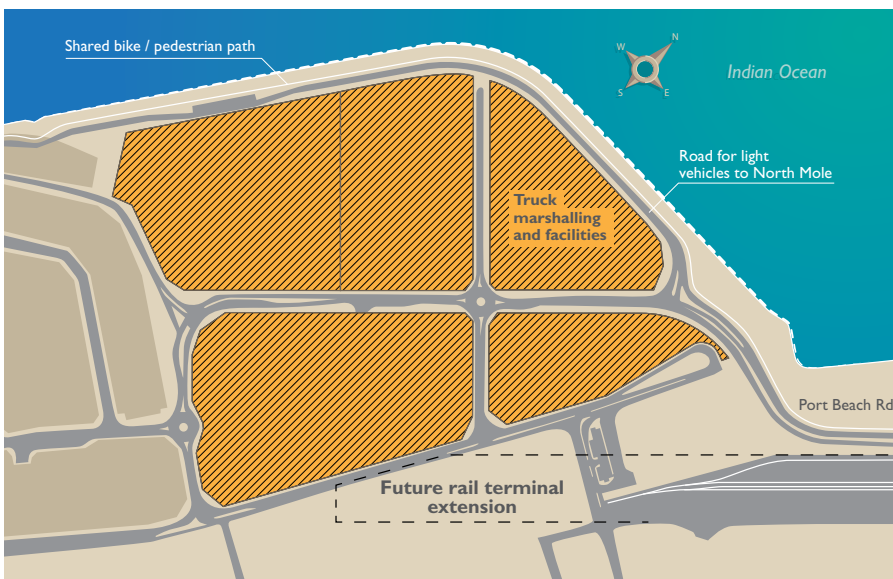 Shared bike / pedestrian path
N
W
S
E
Indian Ocean
Road for light
vehicles to North Mole
Truck
marshalling
and facilities
Port Beach Rd
Future rail terminal
extension